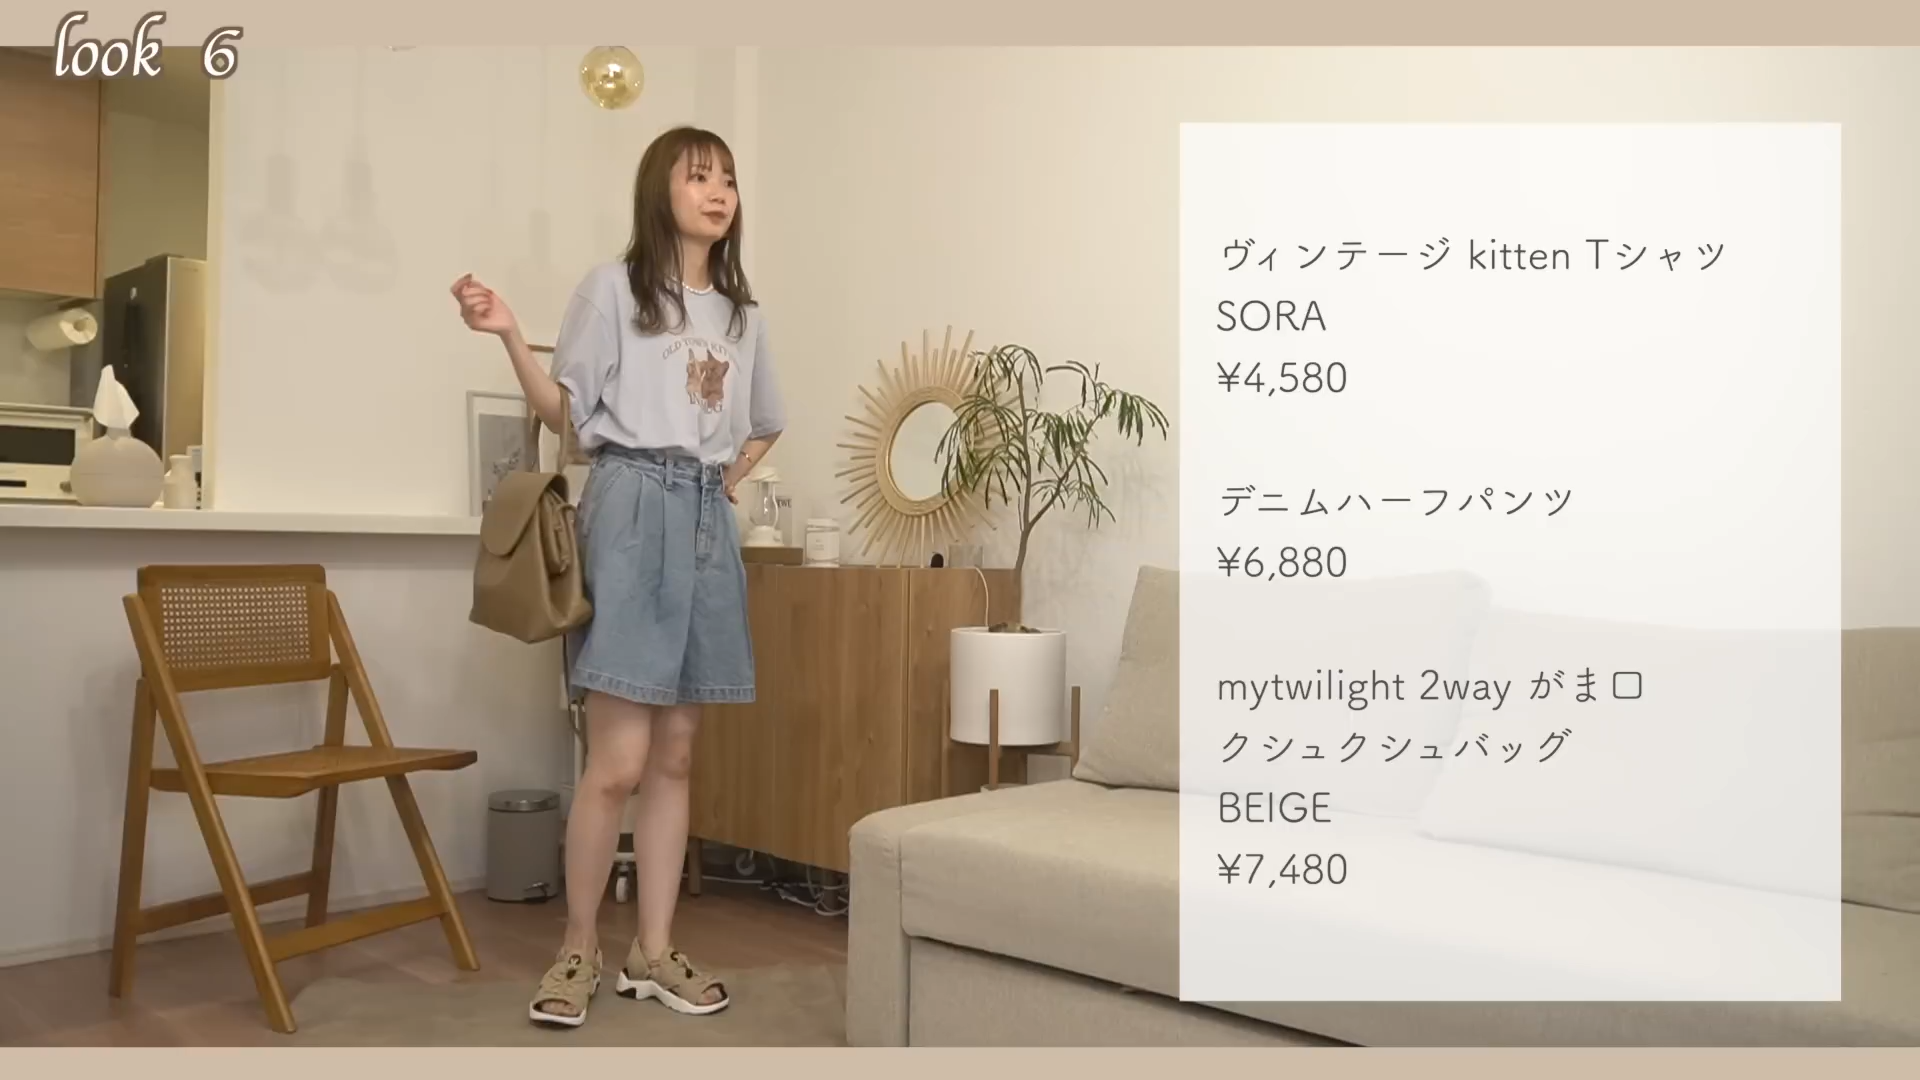 look 6
ヴィンテージ kitten Tシャツ
SORA
¥4,580
デニムハーフパンツ
¥6,880
mytwilight 2way がま口
クシュクシュバッグ
BEIGE
¥7,480
OLD TOWN